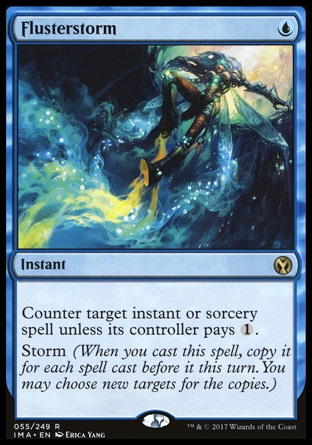 Flusterstorm
Instant
Counter target instant or sorcery
spell unless its controller pays 1.
Storm (When you cast this spell, copy it
for each spell cast before it this turn. You
may choose new targets for the copies.)
055/249 R
IMA • EN Erica Yang
™ & © 2017 Wizards of the Coast